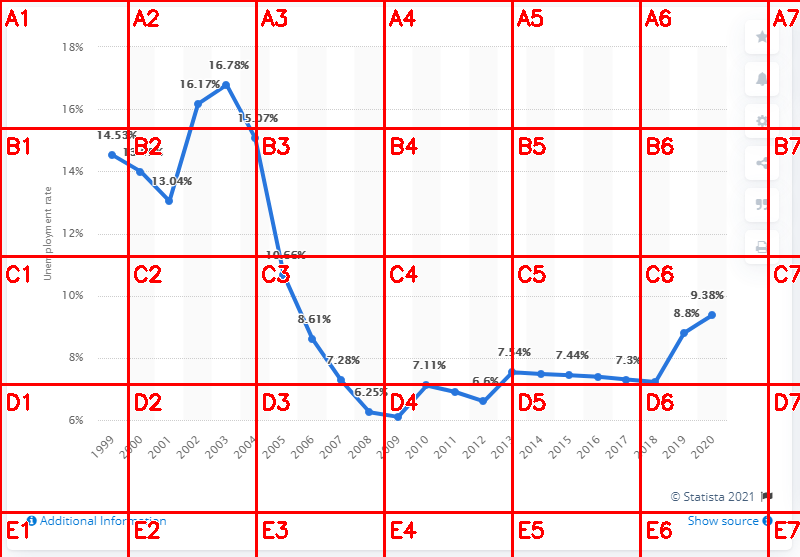 A1 A2 A3 A4 A5 A6 A7
18%
16.78%
16.17%
16%
15.07%
14.53%
B1 B2 B3 B4 B5 B6 B7
14%
13.04%
Unemployment rate
12%
10.66%
C1 C2 C3 C4 C5 C6 C7
10%
9.38%
8.61%
8.8%
8%
7.28%
7.11%
7.54%
7.44%
7.3%
6.25%
6.6%
D1 D2 D3 D4 D5 D6 D7
6%
1999 2000 2001 2002 2003 2004 2005 2006 2007 2008 2009 2010 2011 2012 2013 2014 2015 2016 2017 2018 2019 2020
© Statista 2021
Additional Information
Show source
E1 E2 E3 E4 E5 E6 E7